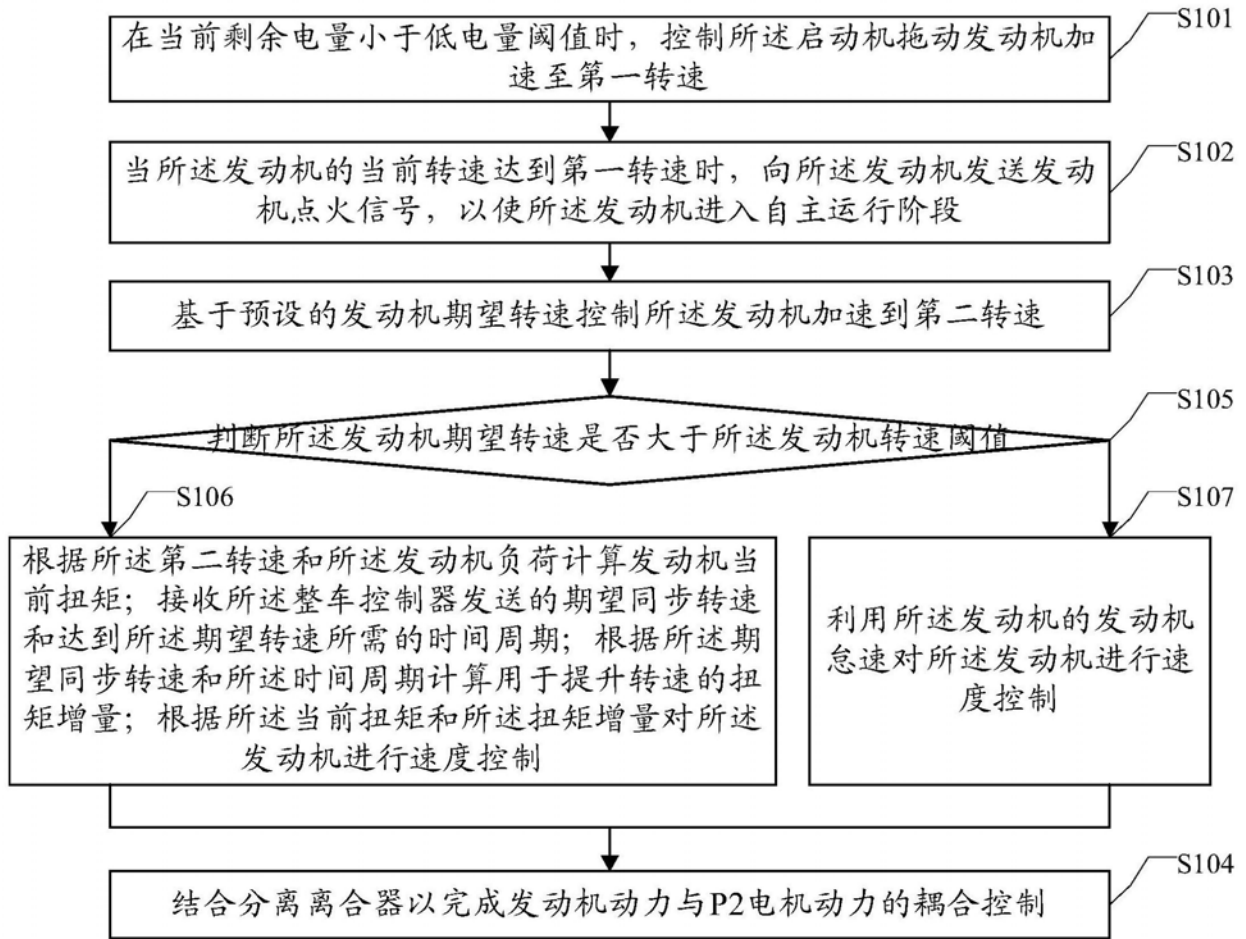 S101
在当前剩余电量小于低电量阈值时，控制所述启动机拖动发动机加
速至第一转速
S102
当所述发动机的当前转速达到第一转速时，向所述发动机发送发动
机点火信号，以使所述发动机进入自主运行阶段
S103
基于预设的发动机期望转速控制所述发动机加速到第二转速
S105
判断所述发动机期望转速是否大于所述发动机转速阈值
S106
根据所述第二转速和所述发动机负荷计算发动机当
前扭矩；接收所述整车控制器发送的期望同步转速
和达到所述期望转速所需的时间周期；根据所述期
望同步转速和所述时间周期计算用于提升转速的扭
矩增量；根据所述当前扭矩和所述扭矩增量对所述
发动机进行速度控制
S107
利用所述发动机的发动机
怠速对所述发动机进行速
度控制
S104
结合分离离合器以完成发动机动力与P2电机动力的耦合控制